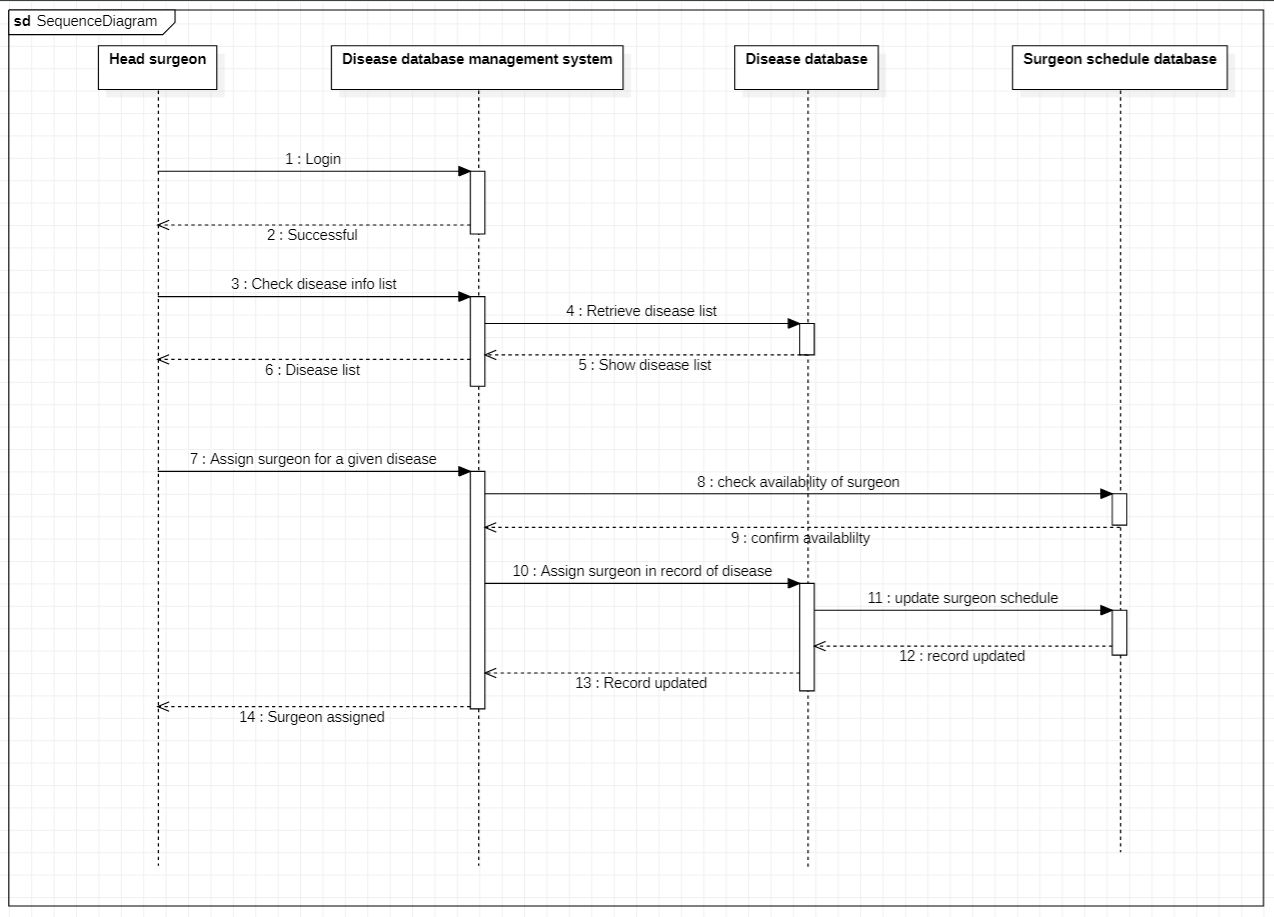 sd SequenceDiagram
Head surgeon
Disease database management system
Disease database
Surgeon schedule database
1 : Login
2 : Successful
3 : Check disease info list
4 : Retrieve disease list
5 : Show disease list
6 : Disease list
7 : Assign surgeon for a given disease
8 : check availability of surgeon
9 : confirm availablilty
10 : Assign surgeon in record of disease
11 : update surgeon schedule
12 : record updated
13 : Record updated
14 : Surgeon assigned